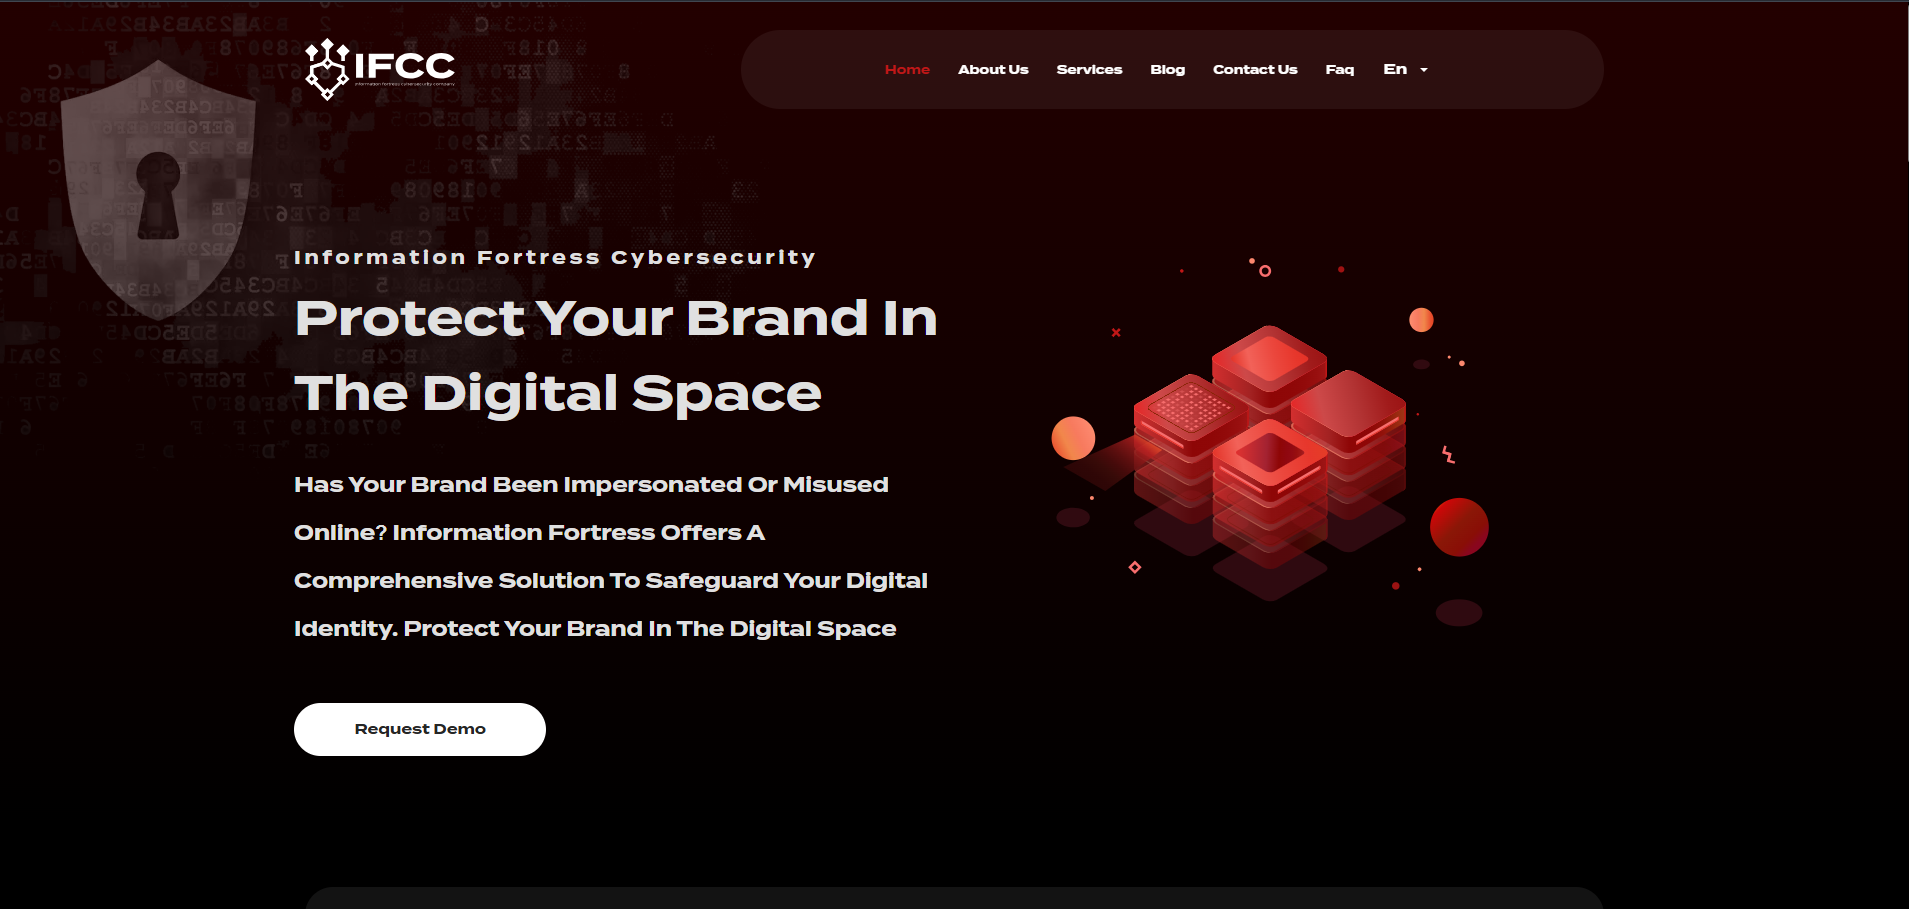 IFCC
information fortress cybersecurity company
Home About Us Services Blog Contact Us Faq En
Information Fortress Cybersecurity
Protect Your Brand In
The Digital Space
Has Your Brand Been Impersonated Or Misused
Online? Information Fortress Offers A
Comprehensive Solution To Safeguard Your Digital
Identity. Protect Your Brand In The Digital Space
Request Demo